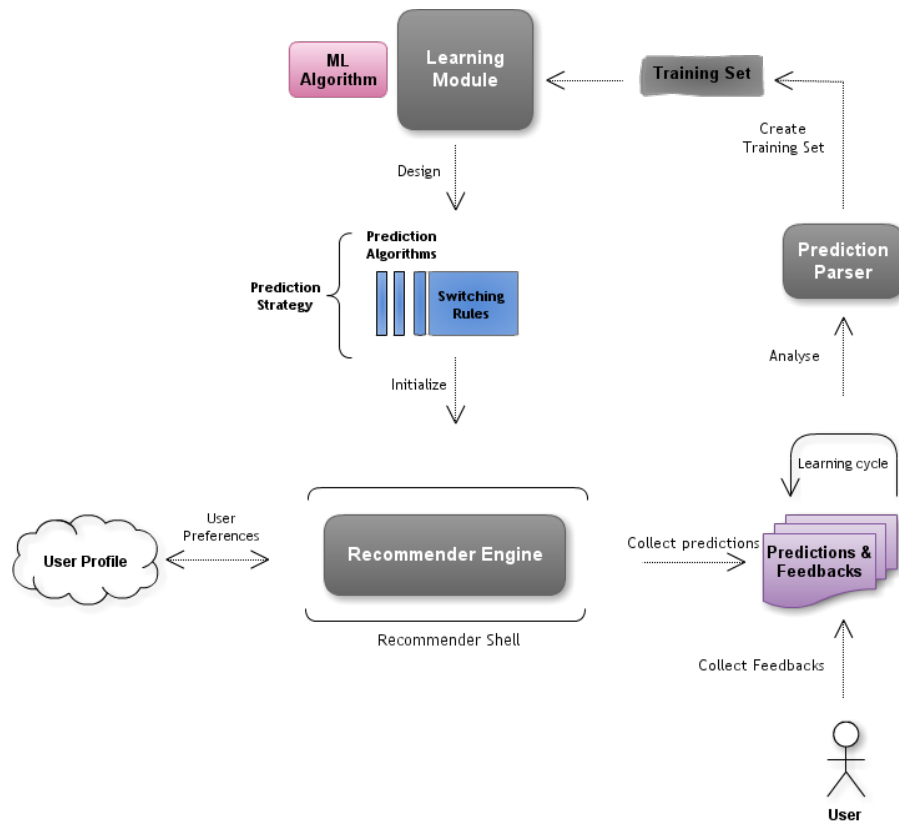 ML
Algorithm
Learning
Module
Training Set
Create
Training Set
Design
Prediction
Algorithms
Prediction
Strategy
Switching
Rules
Prediction
Parser
Initialize
Analyse
Learning cycle
User
Preferences
User Profile
Recommender Engine
Collect predictions
Predictions &
Feedbacks
Recommender Shell
Collect Feedbacks
User